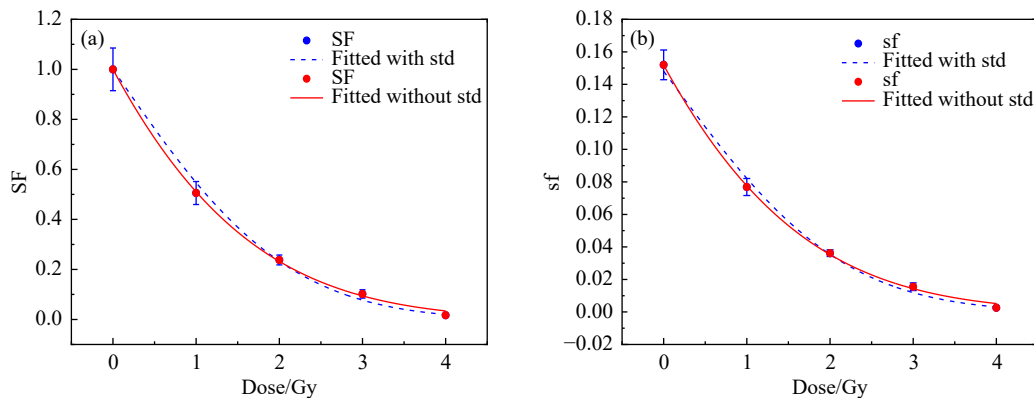 (a)
SF
Fitted with std
SF
Fitted without std
1.2
1.0
0.8
0.6
0.4
0.2
0.0
SF
0 1 2 3 4
Dose/Gy
(b)
sf
Fitted with std
sf
Fitted without std
0.18
0.16
0.14
0.12
0.10
0.08
0.06
0.04
0.02
0.00
−0.02
sf
0 1 2 3 4
Dose/Gy